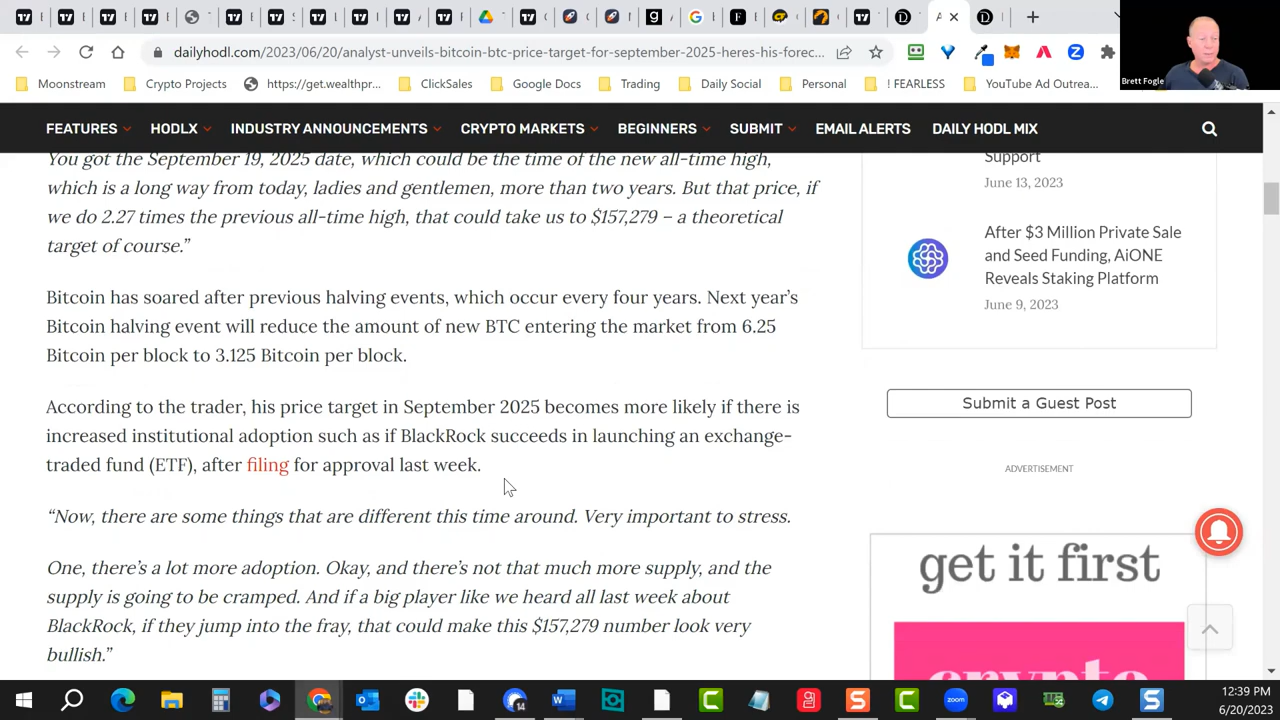 dailyhodl.com/2023/06/20/analyst-unveils-bitcoin-btc-price-target-for-september-2025-heres-his-forec...
Brett Fogle
Moonstream
Crypto Projects
https://get.wealthpr...
ClickSales
Google Docs
Trading
Daily Social
Personal
! FEARLESS
YouTube Ad Outrea...
FEATURES
HODLX
INDUSTRY ANNOUNCEMENTS
CRYPTO MARKETS
BEGINNERS
SUBMIT
EMAIL ALERTS
DAILY HODL MIX
You got the September 19, 2025 date, which could be the time of the new all-time high,
which is a long way from today, ladies and gentlemen, more than two years. But that price, if
we do 2.27 times the previous all-time high, that could take us to $157,279 – a theoretical
target of course.”
Bitcoin has soared after previous halving events, which occur every four years. Next year’s
Bitcoin halving event will reduce the amount of new BTC entering the market from 6.25
Bitcoin per block to 3.125 Bitcoin per block.
According to the trader, his price target in September 2025 becomes more likely if there is
increased institutional adoption such as if BlackRock succeeds in launching an exchange-
traded fund (ETF), after filing for approval last week.
“Now, there are some things that are different this time around. Very important to stress.
One, there’s a lot more adoption. Okay, and there’s not that much more supply, and the
supply is going to be cramped. And if a big player like we heard all last week about
BlackRock, if they jump into the fray, that could make this $157,279 number look very
bullish.”
Support
June 13, 2023
After $3 Million Private Sale
and Seed Funding, AiONE
Reveals Staking Platform
June 9, 2023
Submit a Guest Post
ADVERTISEMENT
get it first
crypto
14
zoom
12:39 PM
6/20/2023